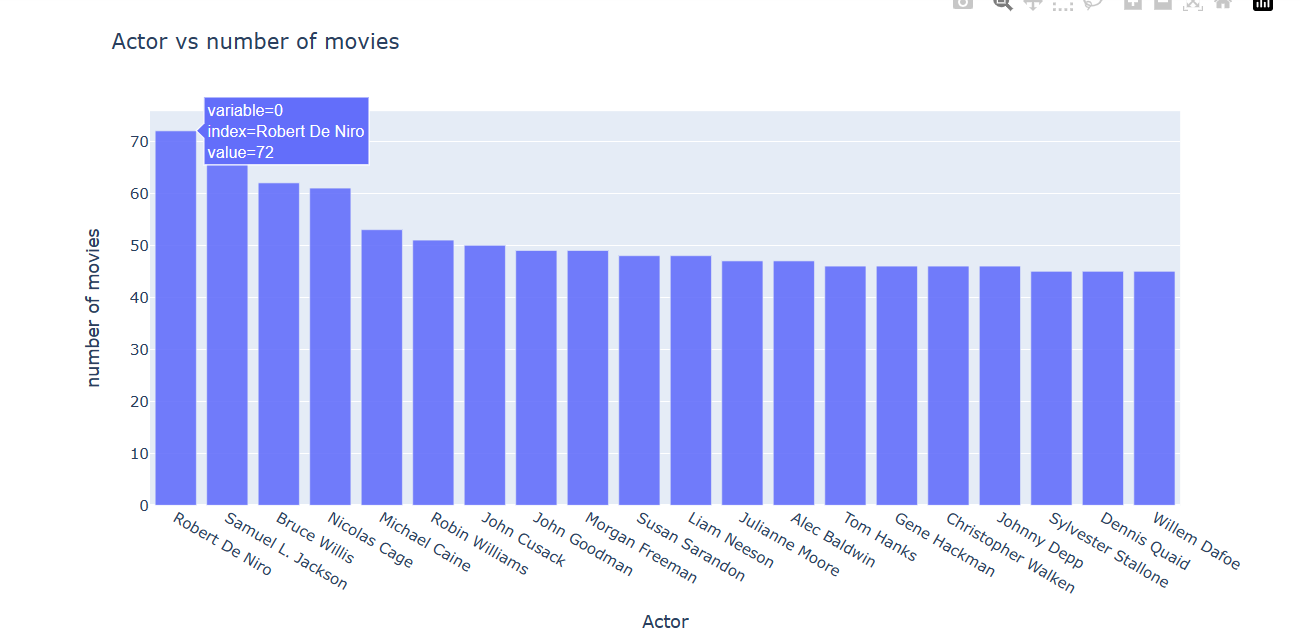 Actor vs number of movies
variable=0
index=Robert De Niro
value=72
number of movies
70
60
50
40
30
20
10
0
Robert De Niro
Samuel L. Jackson
Bruce Willis
Nicolas Cage
Michael Caine
Robin Williams
John Cusack
John Goodman
Morgan Freeman
Susan Sarandon
Liam Neeson
Julianne Moore
Alec Baldwin
Tom Hanks
Gene Hackman
Christopher Walken
Johnny Depp
Sylvester Stallone
Dennis Quaid
Willem Dafoe
Actor